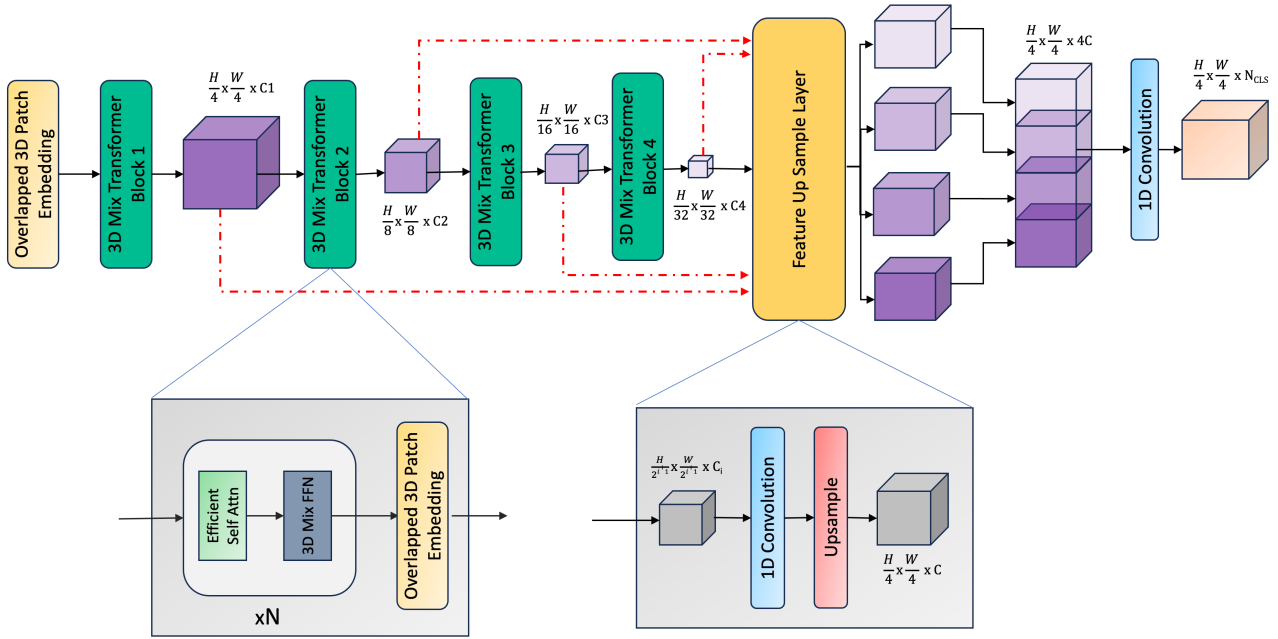 Overlapped 3D Patch
Embedding
3D Mix Transformer
Block 1
H/4 x W/4 x C1
3D Mix Transformer
Block 2
H/8 x W/8 x C2
3D Mix Transformer
Block 3
H/16 x W/16 x C3
3D Mix Transformer
Block 4
H/32 x W/32 x C4
Feature Up Sample Layer
H/4 x W/4 x 4C
1D Convolution
H/4 x W/4 x N_CLS
Efficient
Self Attn
3D Mix FFN
xN
Overlapped 3D Patch
Embedding
H/2^{i+1} x W/2^{i+1} x C_i
1D Convolution
Upsample
H/4 x W/4 x C